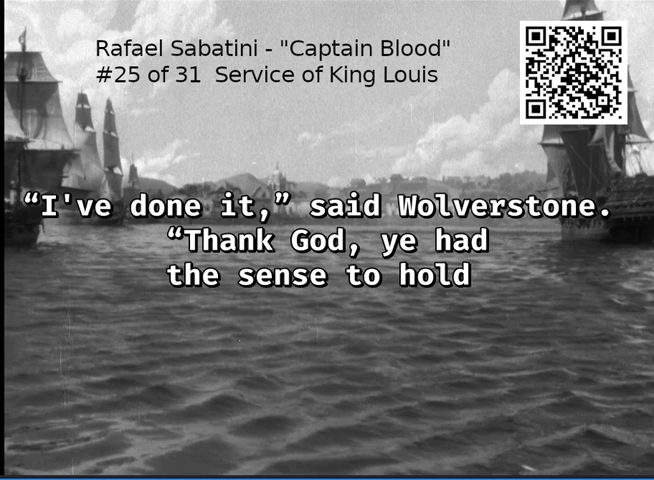 Rafael Sabatini - "Captain Blood"
#25 of 31  Service of King Louis
“I've done it,” said Wolverstone.
“Thank God, ye had
the sense to hold